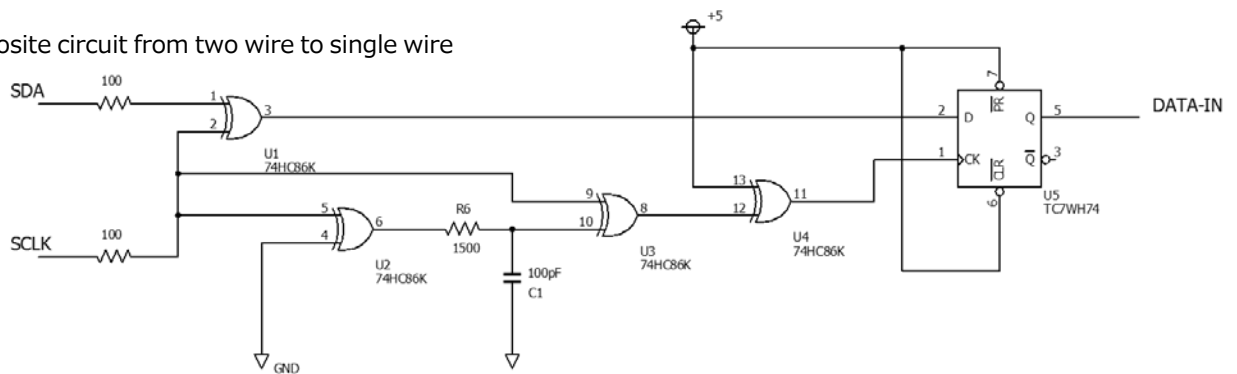 circuit from two wire to single wire
+5
SDA
100
1
2
3
U1
74HC86K
SCLK
100
5
4
6
U2
74HC86K
GND
R6
1500
100pF
C1
9
10
8
U3
74HC86K
13
12
11
U4
74HC86K
7
PR
2
D
Q
5
DATA-IN
1
CK
CLR
Q
3
6
U5
TC7WH74